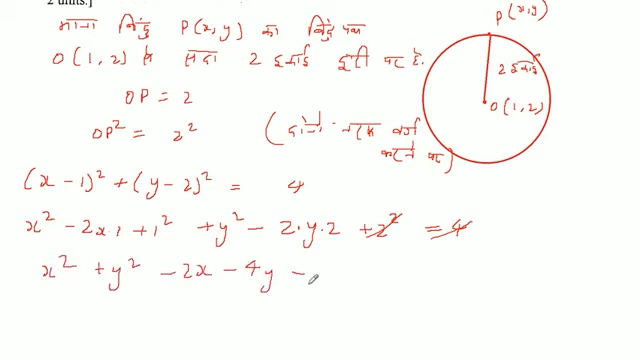 2 units.]
माना बिंदु P(x, y) का बिंदु पथ
O(1, 2) से सदा 2 इकाई दूरी पर है.
OP = 2
OP² = 2²
(दोनो तरफ वर्ग
करने पर)
(x - 1)² + (y - 2)² = 4
x² - 2x·1 + 1² + y² - 2·y·2 + 2² = 4
x² + y² - 2x - 4y -
P(x, y)
2 इकाई
O(1, 2)